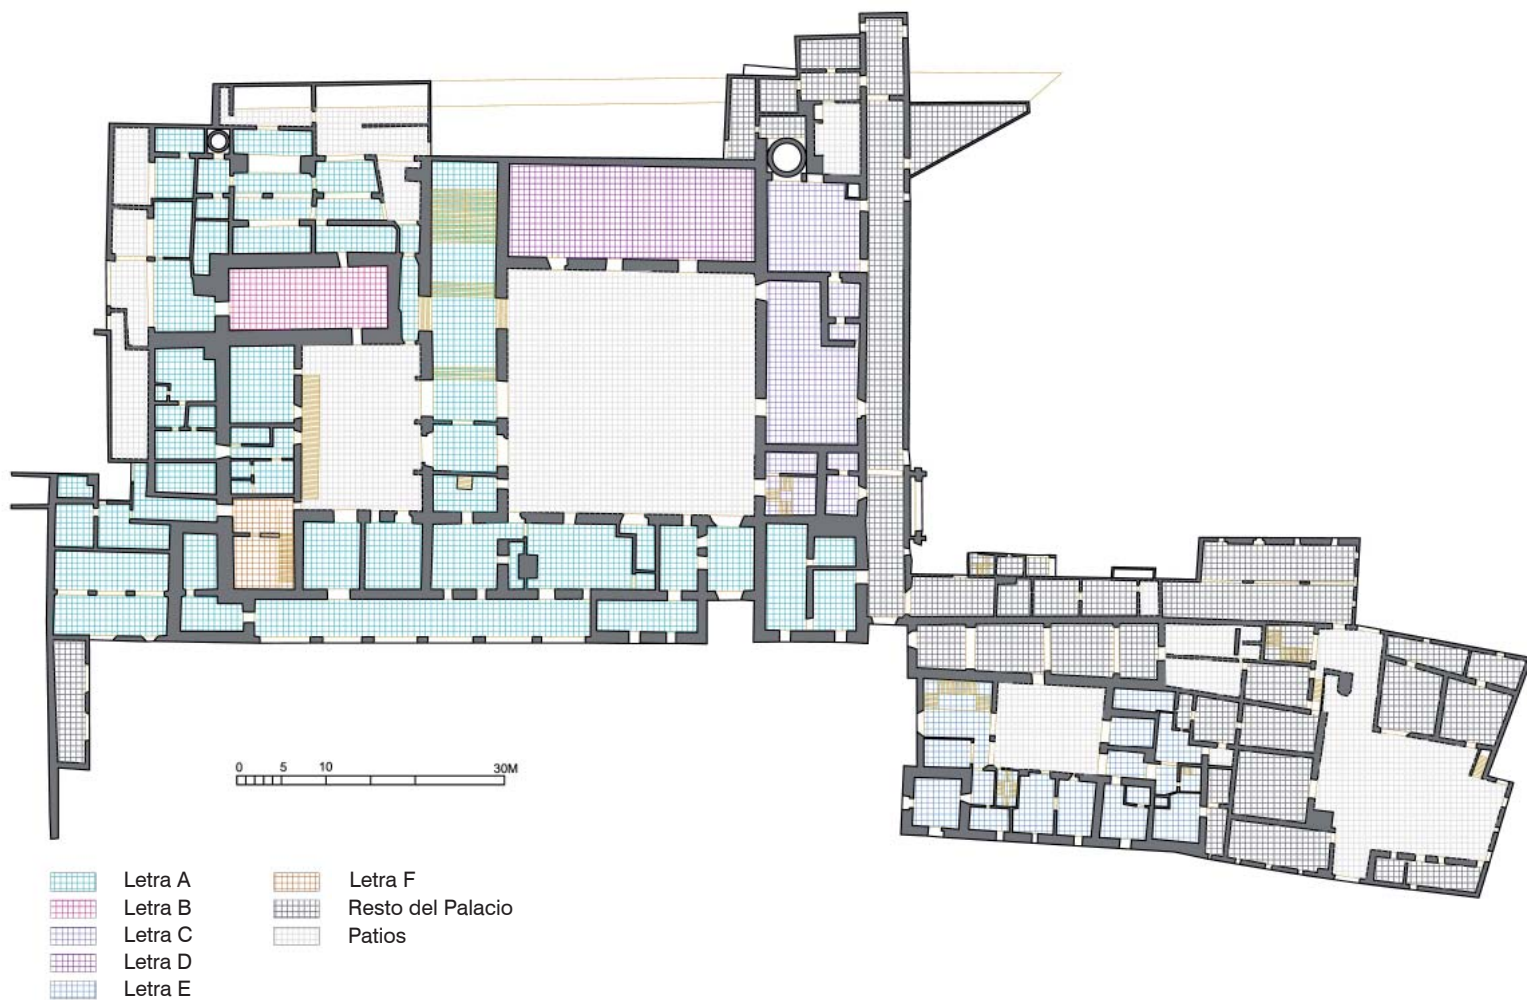 0 5 10 30M
Letra A
Letra B
Letra C
Letra D
Letra E
Letra F
Resto del Palacio
Patios